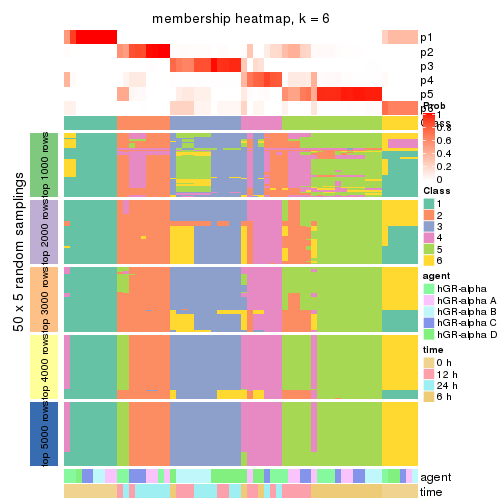 membership heatmap, k = 6
p1
p2
p3
p4
p5
Prob
1
0.8
0.6
0.4
0.2
0
Class
1
2
3
4
5
6
agent
hGR-alpha
hGR-alpha A
hGR-alpha B
hGR-alpha C
hGR-alpha D
time
0 h
12 h
24 h
6 h
50 x 5 random samplings
top 1000 rows
top 2000 rows
top 3000 rows
top 4000 rows
top 5000 rows
agent
time